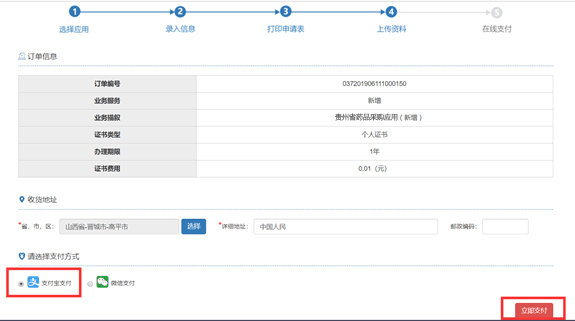 1 2 3 4 5
选择应用 录入信息 打印申请表 上传资料 在线支付
订单信息
订单编号 037201906111000150
业务服务 新增
业务描叙 贵州省药品采购应用（新增）
证书类型 个人证书
办理期限 1年
证书费用 0.01（元）
收货地址
*省、市、区： 山西省-晋城市-高平市 选择 *详细地址： 中国人民 邮政编码：
请选择支付方式
支付宝支付 微信支付
立即支付